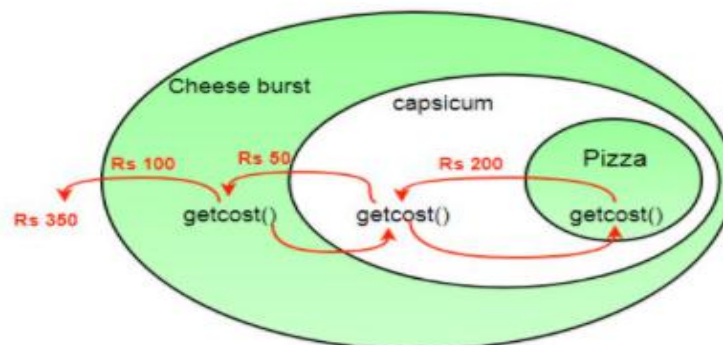 Cheese burst
capsicum
Pizza
Rs 100
Rs 50
Rs 200
Rs 350
getcost()
getcost()
getcost()